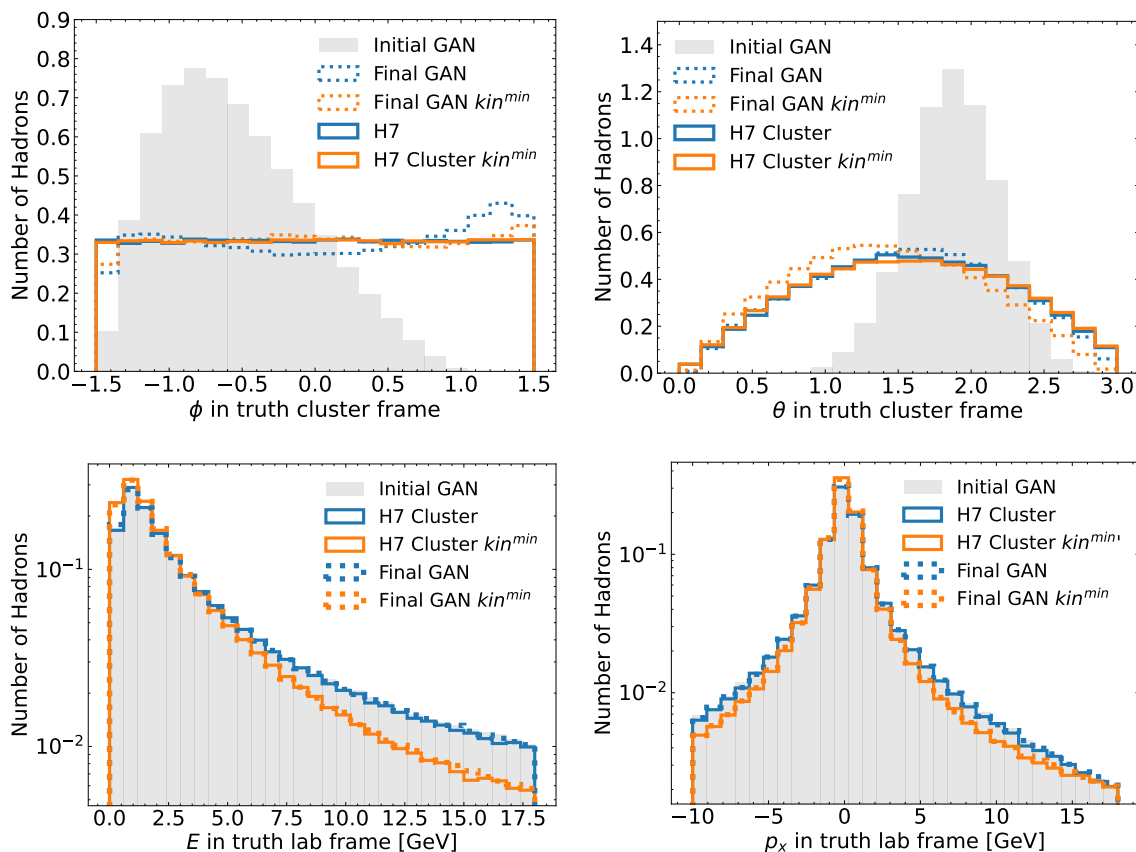 0.9
0.8
0.7
0.6
0.5
0.4
0.3
0.2
0.1
0.0
Number of Hadrons
Initial GAN
Final GAN
Final GAN kin^{min}
H7
H7 Cluster kin^{min}
−1.5 −1.0 −0.5 0.0 0.5 1.0 1.5
ϕ in truth cluster frame
1.4
1.2
1.0
0.8
0.6
0.4
0.2
0.0
Number of Hadrons
Initial GAN
Final GAN
Final GAN kin^{min}
H7 Cluster
H7 Cluster kin^{min}
0.0 0.5 1.0 1.5 2.0 2.5 3.0
θ in truth cluster frame
10^{−1}
10^{−2}
Number of Hadrons
Initial GAN
H7 Cluster
H7 Cluster kin^{min}
Final GAN
Final GAN kin^{min}
0.0 2.5 5.0 7.5 10.0 12.5 15.0 17.5
E in truth lab frame [GeV]
10^{−1}
10^{−2}
Number of Hadrons
Initial GAN
H7 Cluster
H7 Cluster kin^{min}'
Final GAN
Final GAN kin^{min}
−10 −5 0 5 10 15
p_x in truth lab frame [GeV]